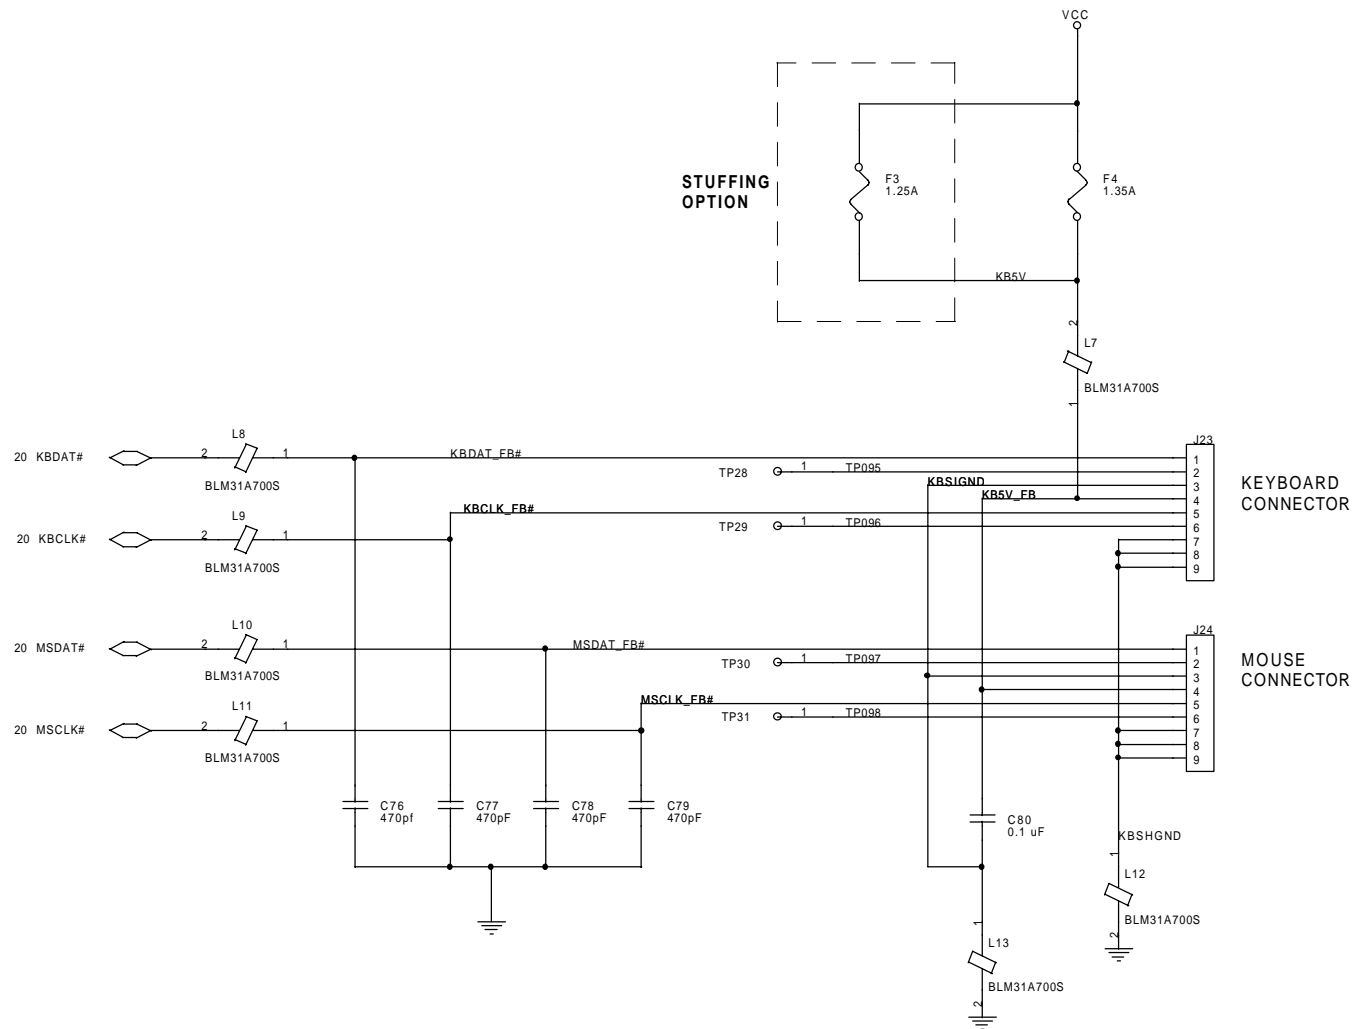 VCC
STUFFING
OPTION
F3
1.25A
F4
1.35A
KB5V
2
L7
BLM31A700S
1
L8
20 KBDAT#
2
1
BLM31A700S
KBDAT_FB#
TP28
1
TP095
KBSIGND
KB5V_FB
J23
1
2
3
4
5
6
7
8
9
KEYBOARD
CONNECTOR
KBCLK_FB#
L9
20 KBCLK#
2
1
BLM31A700S
TP29
1
TP096
L10
20 MSDAT#
2
1
BLM31A700S
MSDAT_FB#
TP30
1
TP097
J24
1
2
3
4
5
6
7
8
9
MOUSE
CONNECTOR
MSCLK_FB#
L11
20 MSCLK#
2
1
BLM31A700S
TP31
1
TP098
C76
470pf
C77
470pF
C78
470pF
C79
470pF
C80
0.1 uF
KBSHGND
1
L12
BLM31A700S
2
1
L13
BLM31A700S
2